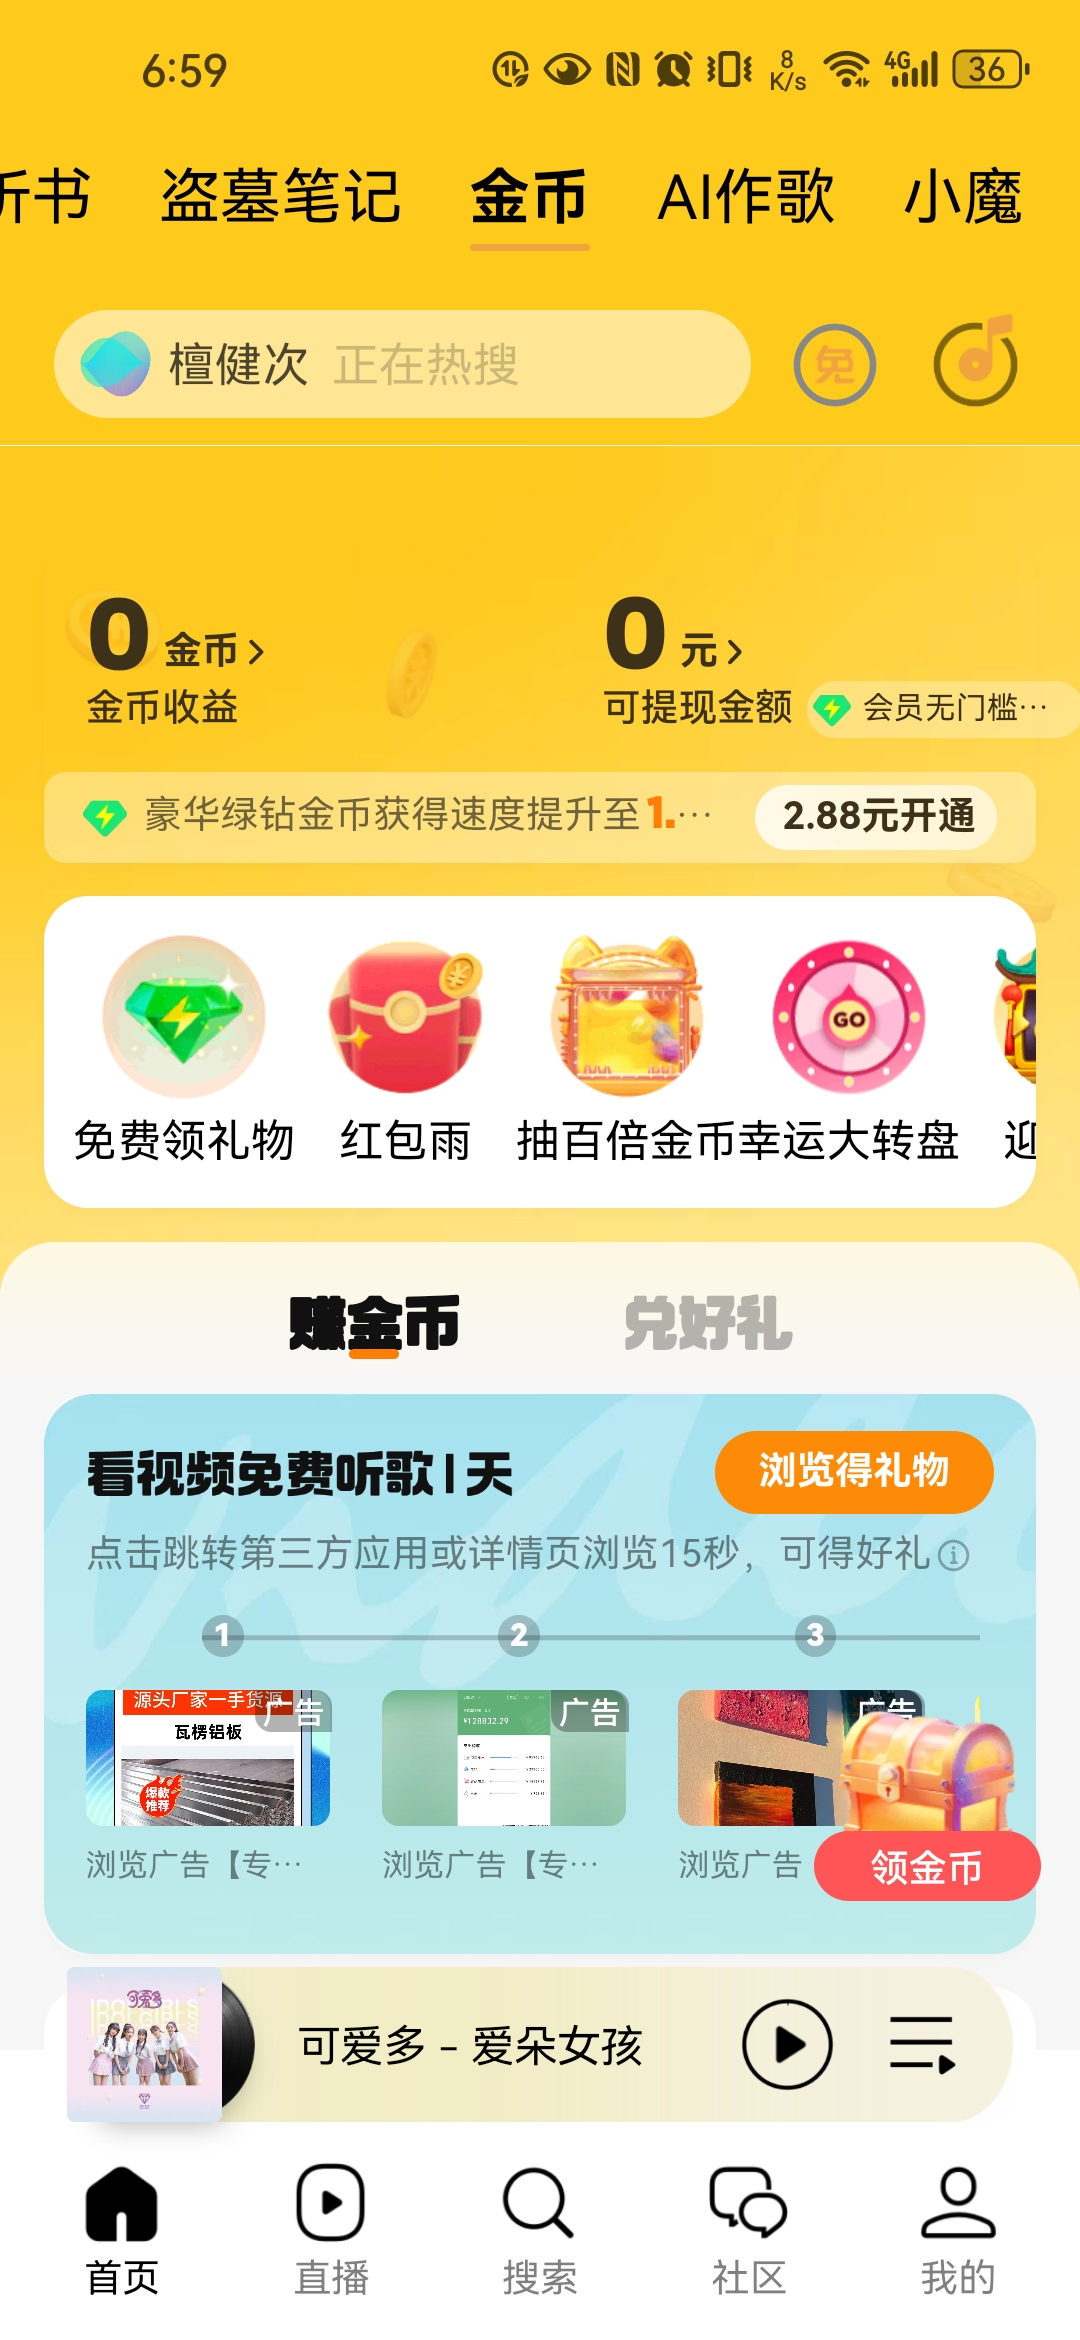 6:59
8
K/s
4G
36
听书 盗墓笔记 金币 AI作歌 小魔
檀健次 正在热搜
免
0 金币
0 元
金币收益
可提现金额
会员无门槛···
豪华绿钻金币获得速度提升至1.···
2.88元开通
GO
免费领礼物 红包雨 抽百倍金币 幸运大转盘 迎
赚金币 兑好礼
看视频免费听歌1天
浏览得礼物
点击跳转第三方应用或详情页浏览15秒，可得好礼
1 2 3
源头厂家一手货源
广告
瓦楞铝板
爆款
推荐
广告
¥128832.29
广告
浏览广告【专··· 浏览广告【专··· 浏览广告
领金币
可爱多
IDOLGIRLS
可爱多 - 爱朵女孩
首页 直播 搜索 社区 我的